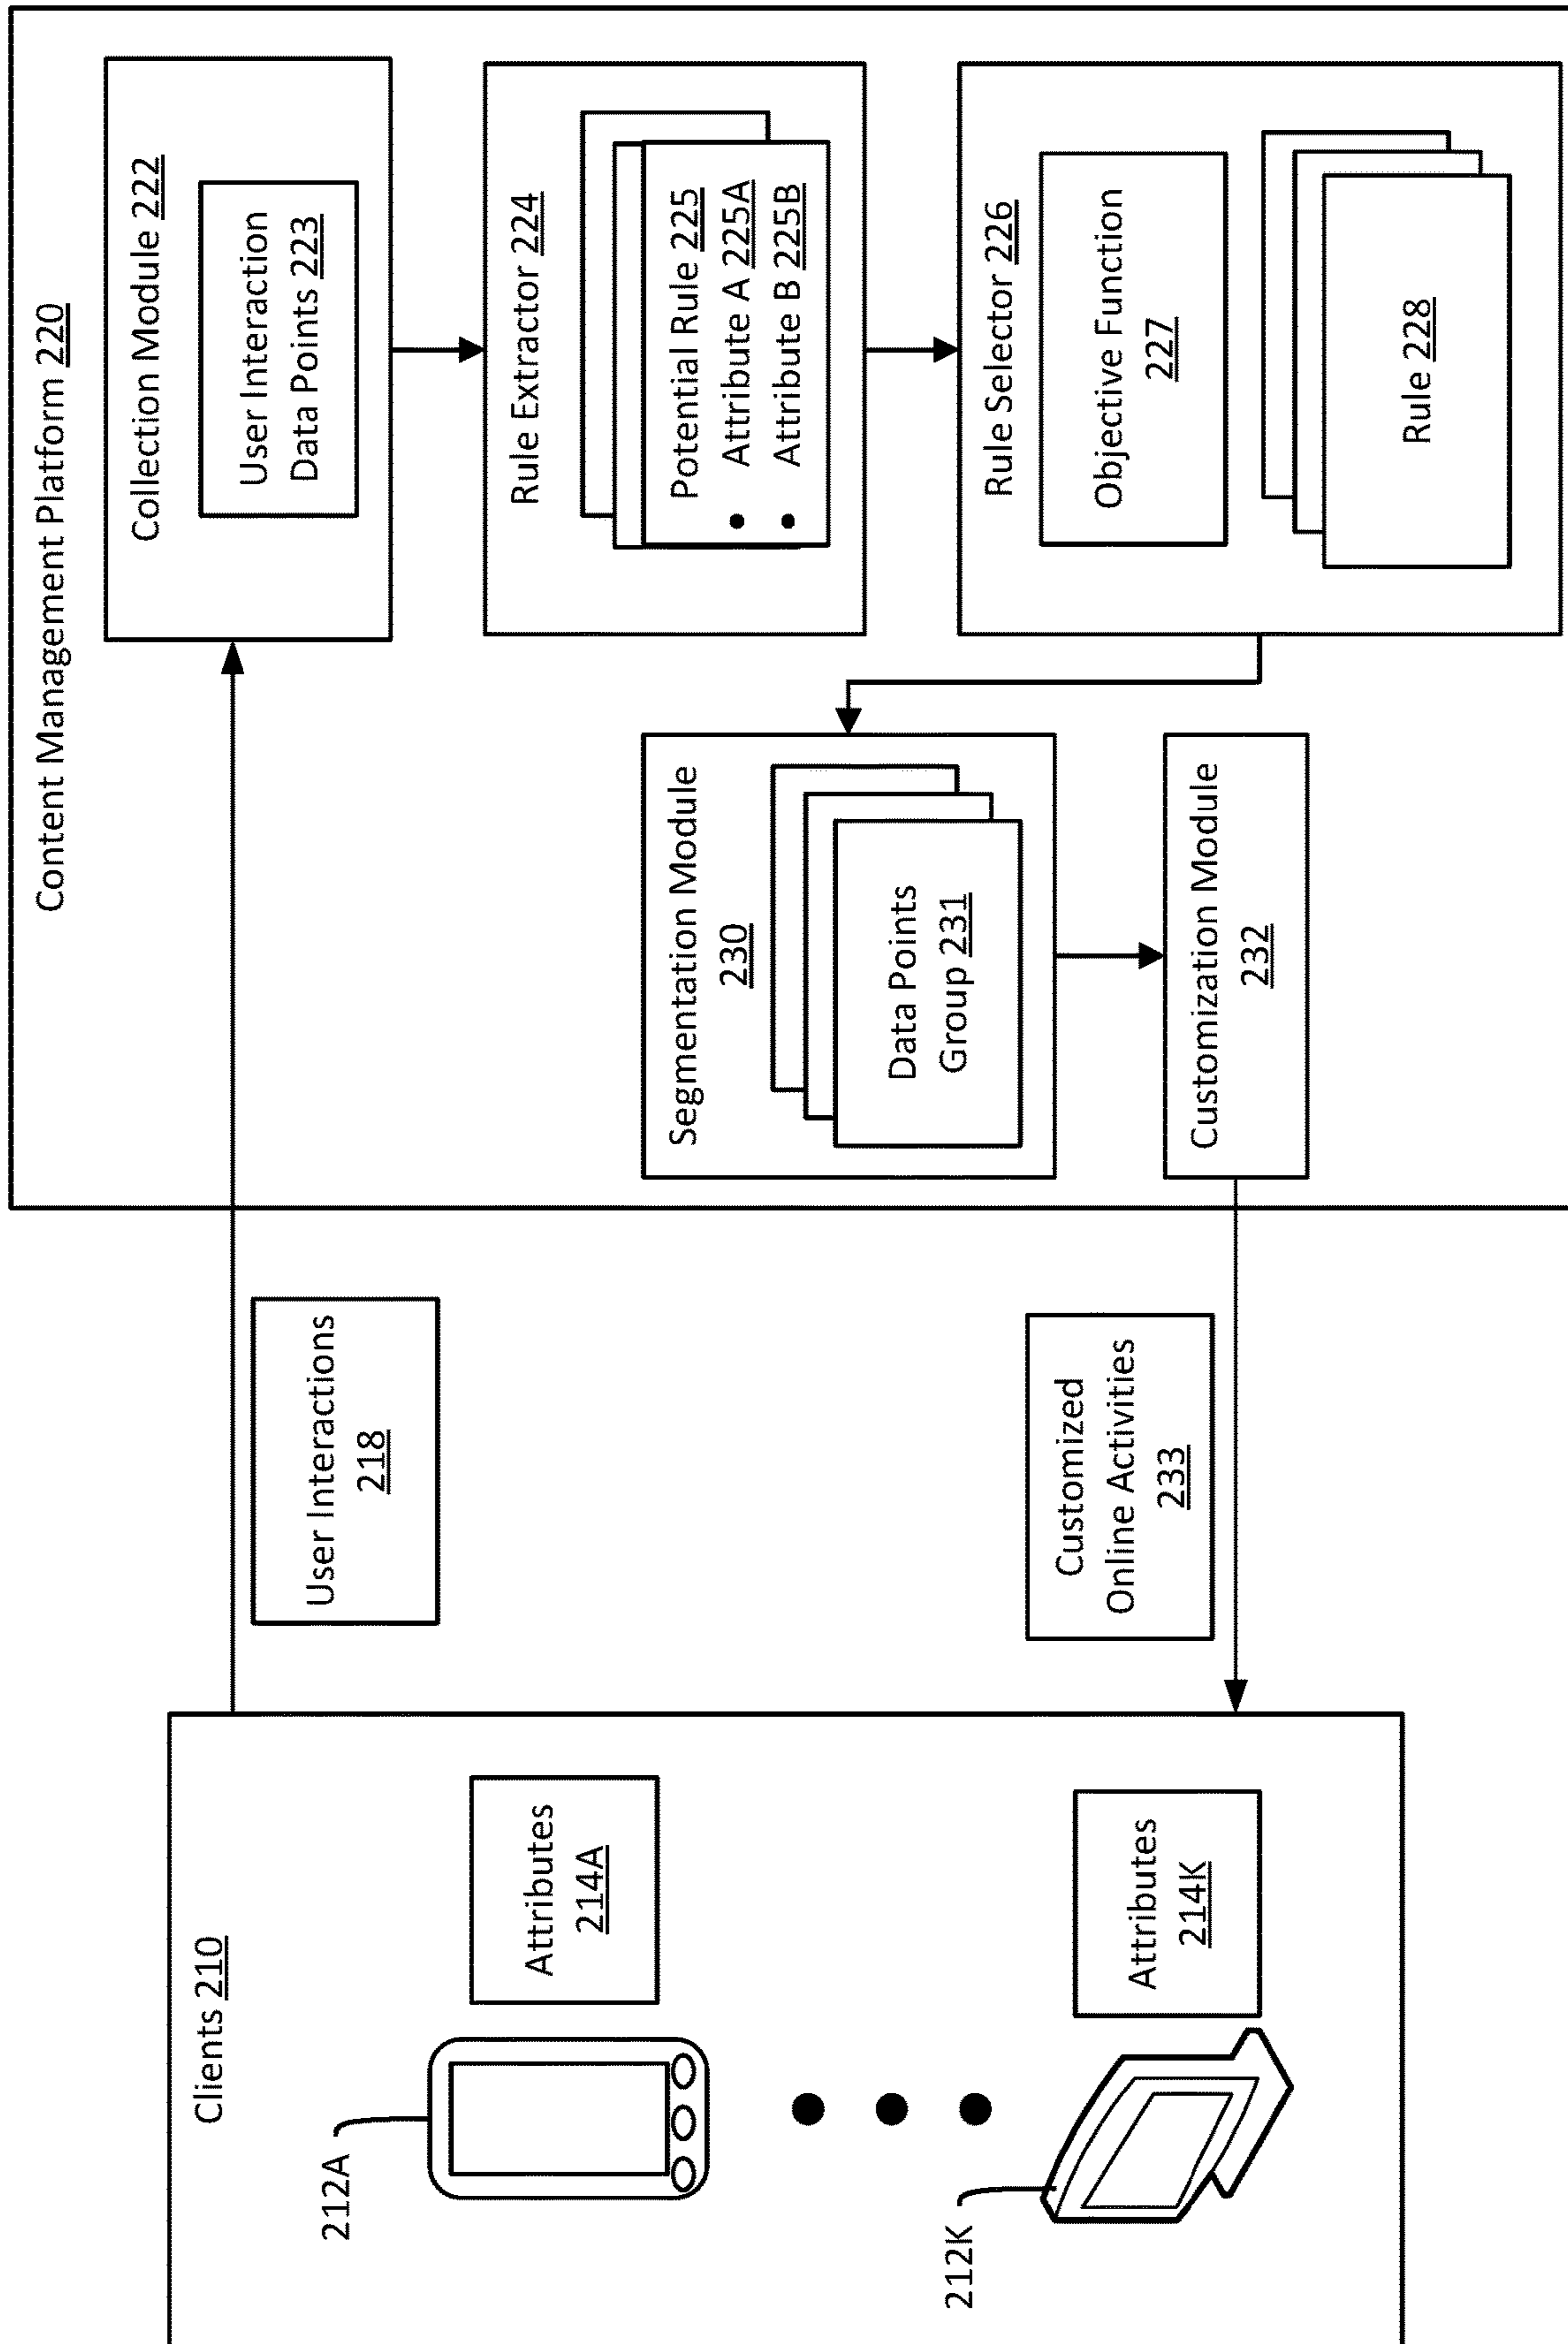 Clients 210
212A
Attributes
214A
212K
Attributes
214K
User Interactions
218
Customized
Online Activities
233
Content Management Platform 220
Collection Module 222
User Interaction
Data Points 223
Rule Extractor 224
Potential Rule 225
• Attribute A 225A
• Attribute B 225B
Rule Selector 226
Objective Function
227
Rule 228
Segmentation Module
230
Data Points
Group 231
Customization Module
232